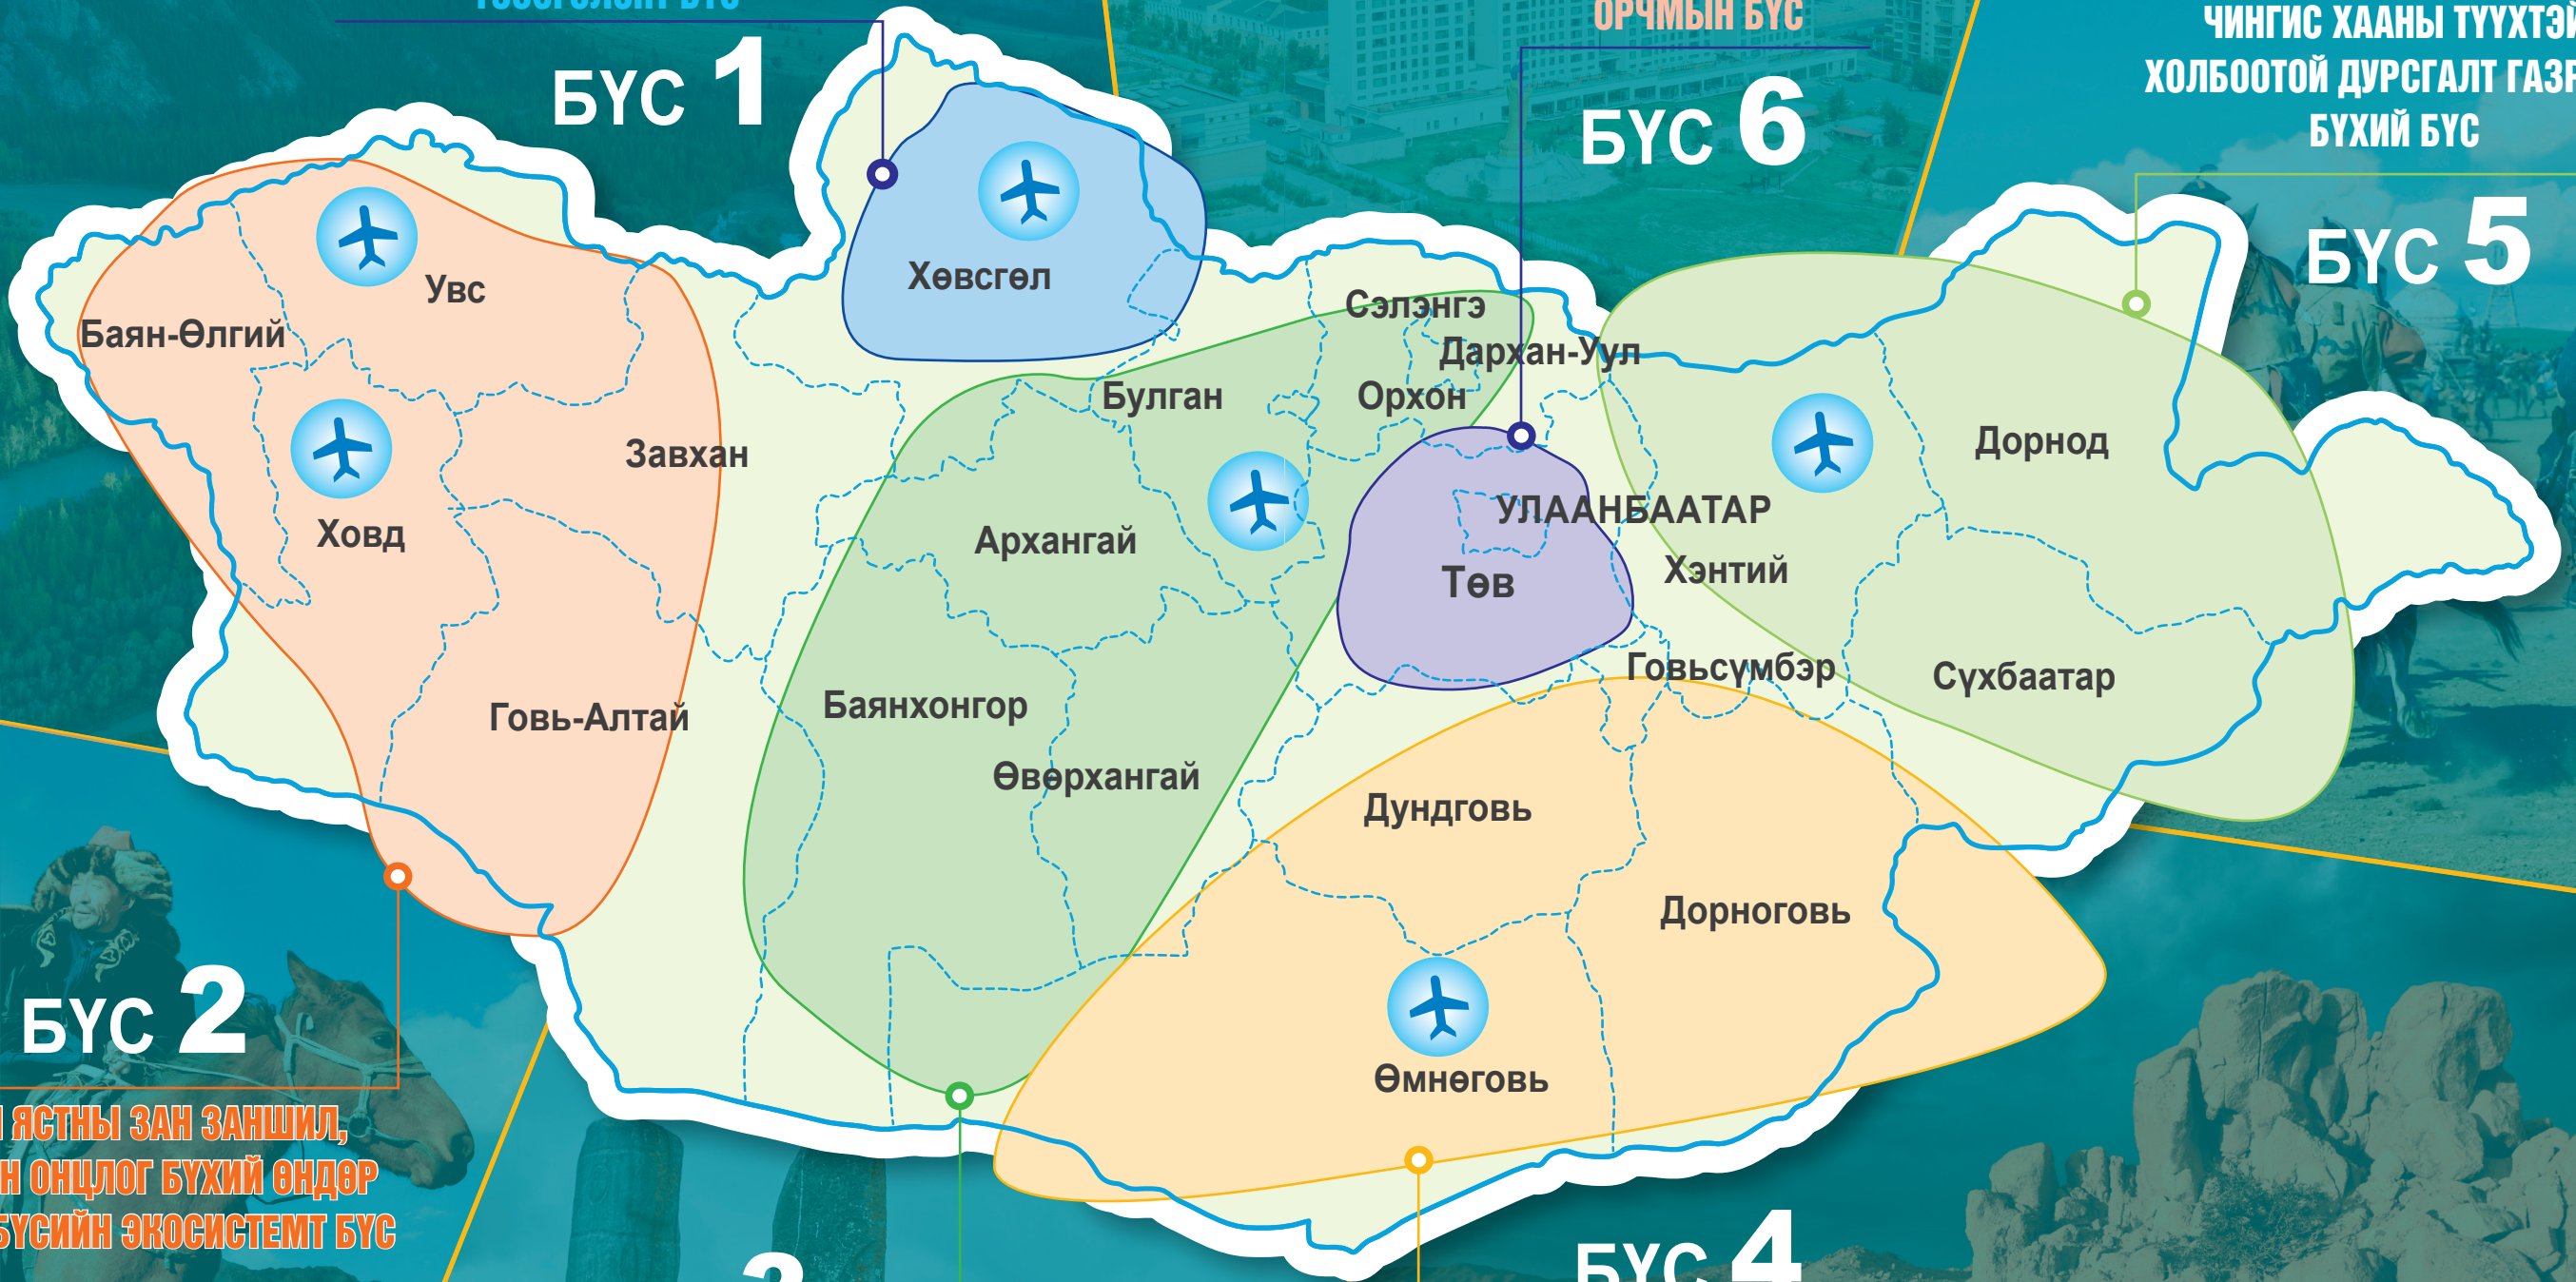 БҮС 1
ОРЧМЫН БҮС
БҮС 6
ЧИНГИС ХААНЫ ТҮҮХТЭЙ
ХОЛБООТОЙ ДУРСГАЛТ
БҮХИЙ БҮС
БҮС 5
Хөвсгөл
Увс
Баян-Өлгий
Сэлэнгэ
Дархан-Уул
Орхон
Булган
Завхан
Дорнод
Ховд
Архангай
УЛААНБААТАР
Төв
Хэнтий
Говьсүмбэр
Сүхбаатар
Говь-Алтай
Баянхонгор
Өвөрхангай
Дундговь
Дорноговь
Өмнөговь
БҮС 2
ЯСТНЫ ЗАН ЗАНШИЛ,
ОНЦЛОГ БҮХИЙ ӨНДӨР
БҮСИЙН ЭКОСИСТЕМТ БҮС
БҮС 4